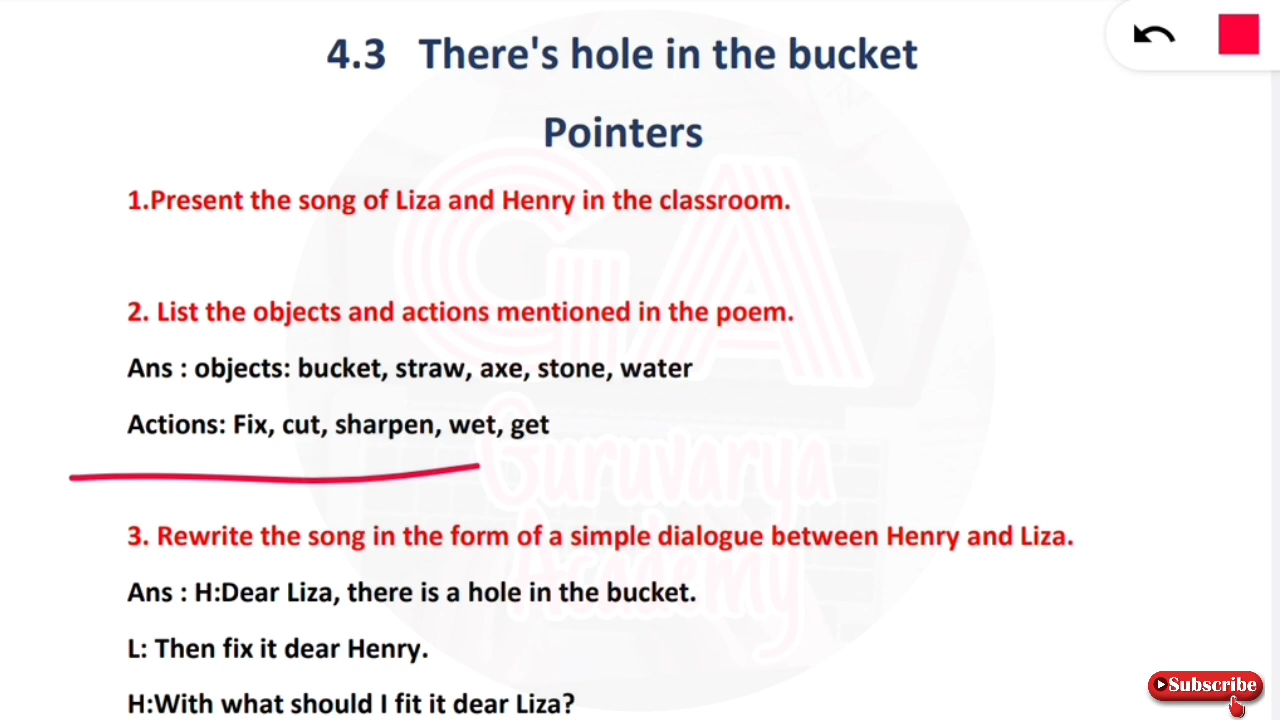 4.3 There's hole in the bucket
Pointers
1.Present the song of Liza and Henry in the classroom.
2. List the objects and actions mentioned in the poem.
Ans : objects: bucket, straw, axe, stone, water
Actions: Fix, cut, sharpen, wet, get
3. Rewrite the song in the form of a simple dialogue between Henry and Liza.
Ans : H:Dear Liza, there is a hole in the bucket.
L: Then fix it dear Henry.
H:With what should I fit it dear Liza?
GA
Guruvarya
Academy
Subscribe